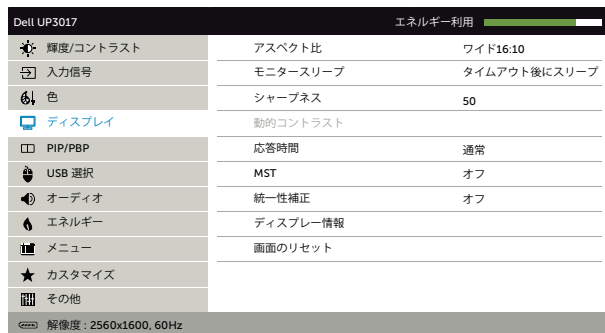 Dell UP3017 エネルギー利用
輝度/コントラスト アスペクト比 ワイド16:10
入力信号 モニタースリープ タイムアウト後にスリープ
色 シャープネス 50
ディスプレイ 動的コントラスト
PIP/PBP 応答時間 通常
USB 選択 MST オフ
オーディオ 統一性補正 オフ
エネルギー ディスプレー情報
メニュー 画面のリセット
カスタマイズ
その他
解像度 : 2560x1600, 60Hz